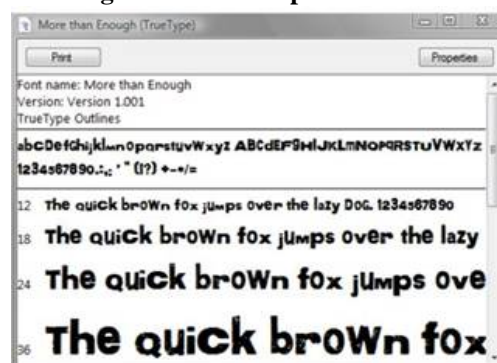 More than Enough (TrueType)
Print Properties
Font name: More than Enough
Version: Version 1.001
TrueType Outlines
abcDefGhijklmnopqrstuvWxyz ABCdEFGHIJKLmNOPQRSTUVWXYz
1234567890.:,; ' " (!?) +-*/=
12 The quiCk brOWn fox jUmps over the lazy DOG. 1234567890
18 The quiCk brOWn fox jUmps over the lazy
24 The quiCk brOWn fox jUmps ove
36 The quiCk brOWn fox